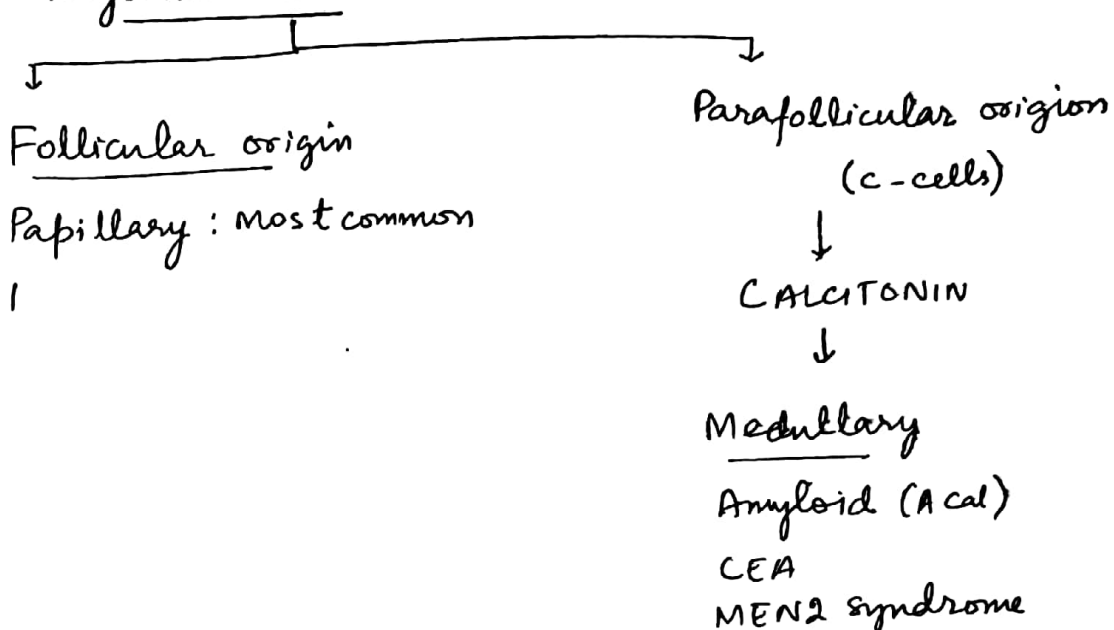 Follicular origin
Papillary : Most common
Parafollicular origion
(c-cells)
CALCITONIN
Medullary
Amyloid (A cal)
CEA
MEN2 syndrome